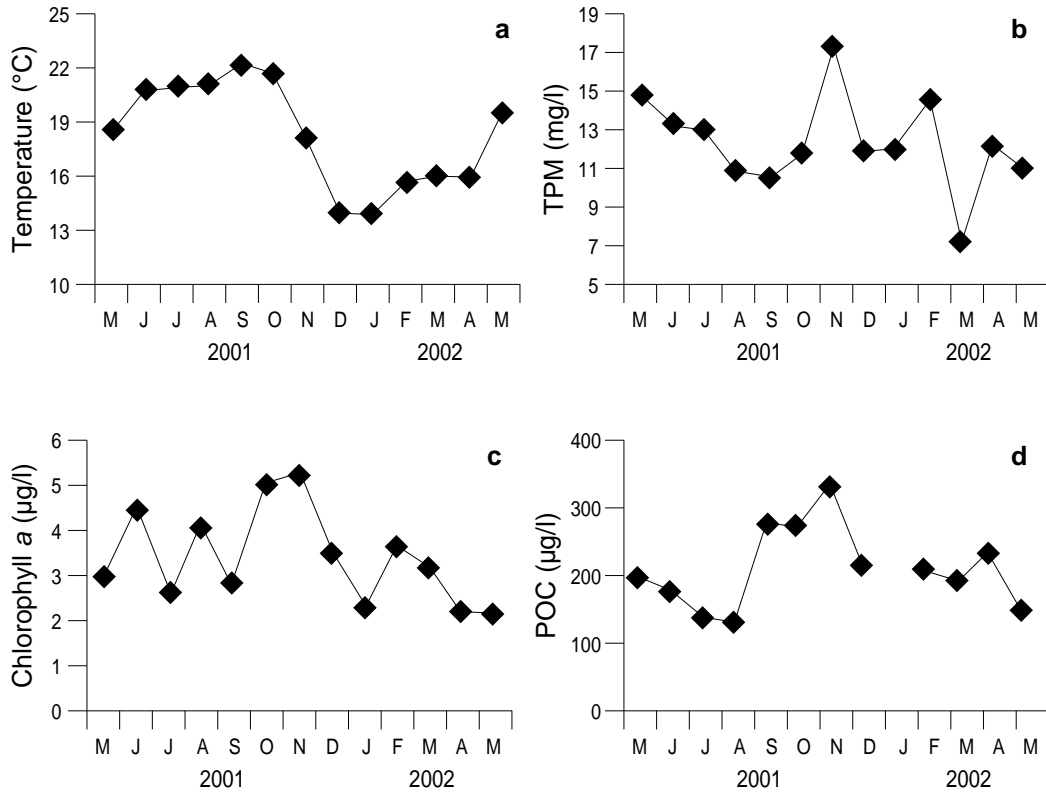 a
Temperature (°C)
25
22
19
16
13
10
M J J A S O N D J F M A M
2001 2002
b
TPM (mg/l)
19
17
15
13
11
9
7
5
M J J A S O N D J F M A M
2001 2002
c
Chlorophyll a (µg/l)
6
5
4
3
2
1
0
M J J A S O N D J F M A M
2001 2002
d
POC (µg/l)
400
300
200
100
0
M J J A S O N D J F M A M
2001 2002